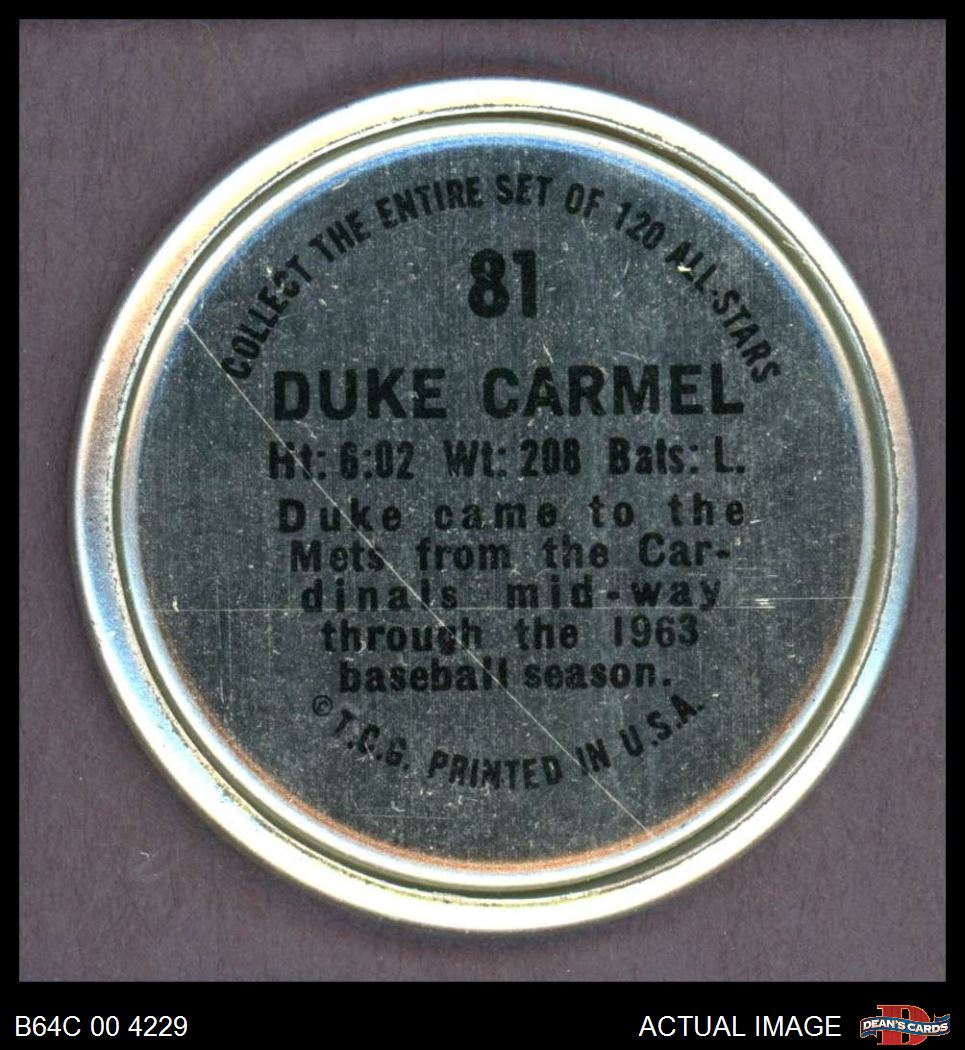 COLLECT THE ENTIRE SET OF 120 ALL-STARS
81
DUKE CARMEL
Ht: 6:02 Wt: 208 Bats: L.
Duke came to the
Mets from the Car-
dinals mid-way
through the 1963
baseball season.
© T.C.G. PRINTED IN U.S.A.
B64C 00 4229
ACTUAL IMAGE
DEAN'S CARDS